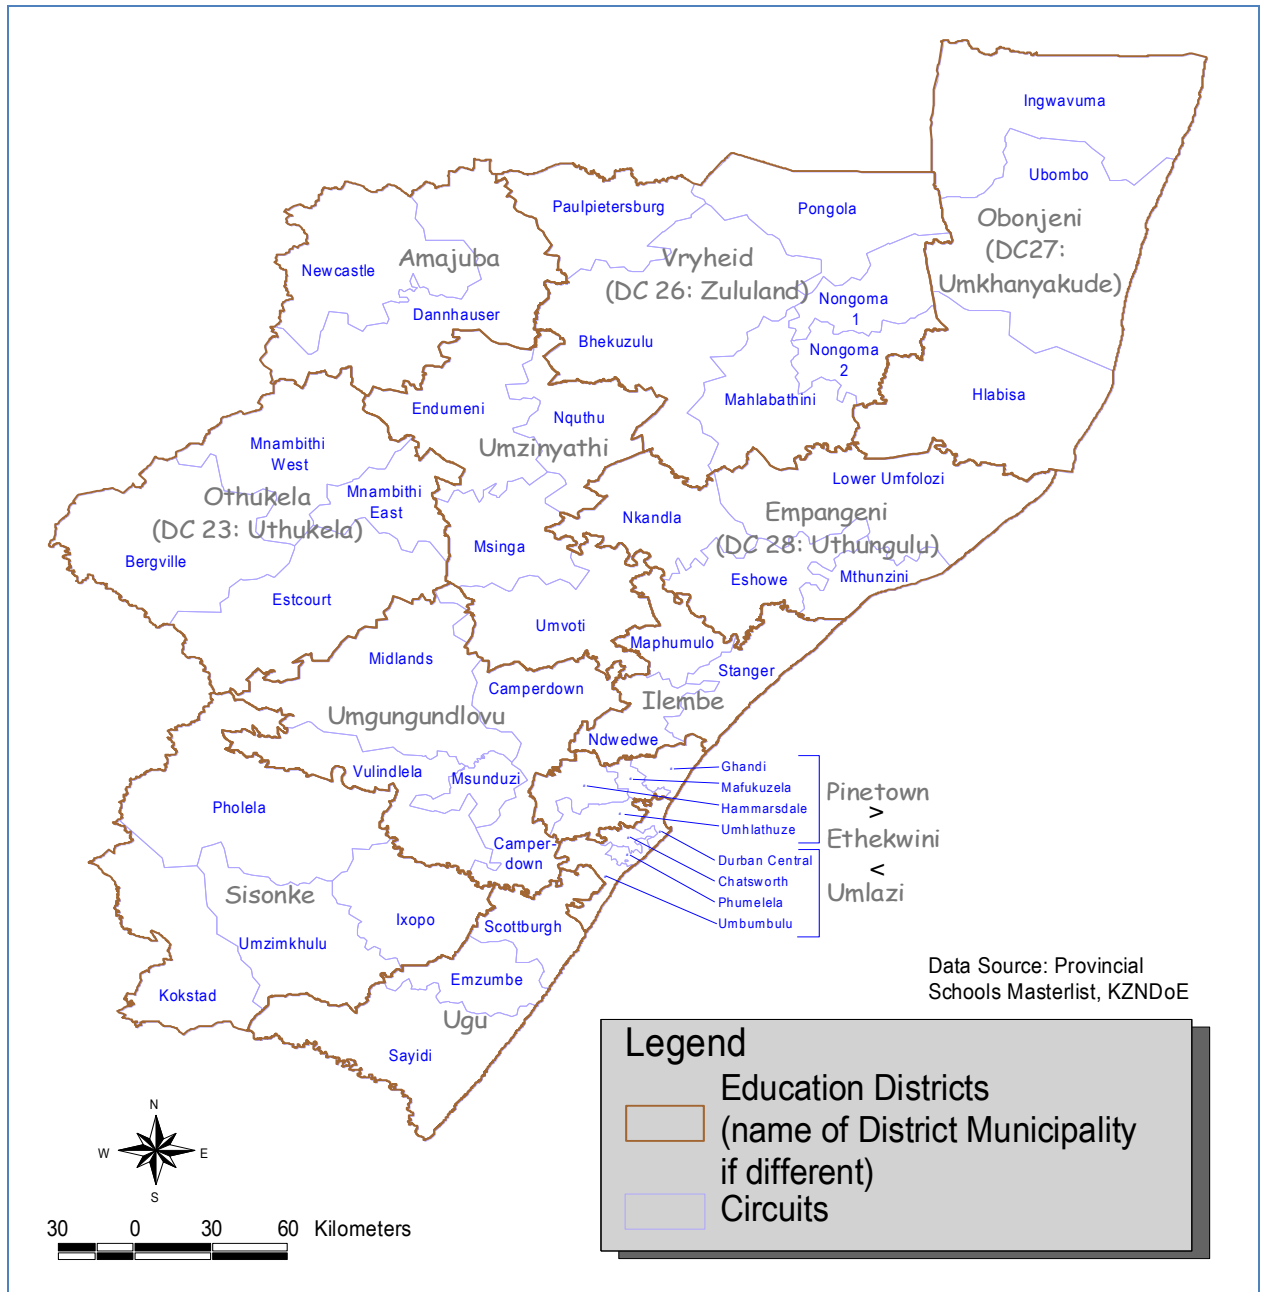 Ingwavuma
Ubombo
Obonjeni
(DC27:
Umkhanyakude)
Paulpietersburg
Pongola
Amajuba
Newcastle
Dannhauser
Vryheid
(DC 26: Zululand)
Nongoma
1
Bhekuzulu
Nongoma
2
Mahlabathini
Hlabisa
Endumeni
Nquthu
Umzinyathi
Mnambithi
West
Othukela
(DC 23: Uthukela)
Mnambithi
East
Lower Umfolozi
Nkandla
Empangeni
(DC 28: Uthungulu)
Msinga
Bergville
Eshowe
Mthunzini
Estcourt
Umvoti
Maphumulo
Midlands
Stanger
Camperdown
Ilembe
Umgungundlovu
Ndwedwe
Vulindlela
Msunduzi
Pholela
Ghandi
Mafukuzela
Hammarsdale
Umhlathuze
Pinetown
>
Ethekwini
<
Umlazi
Durban Central
Chatsworth
Phumelela
Umbumbulu
Camper-
down
Sisonke
Ixopo
Scottburgh
Umzimkhulu
Emzumbe
Kokstad
Ugu
Sayidi
Data Source: Provincial
Schools Masterlist, KZNDoE
Legend
Education Districts
(name of District Municipality
if different)
Circuits
N
W E
S
30 0 30 60 Kilometers